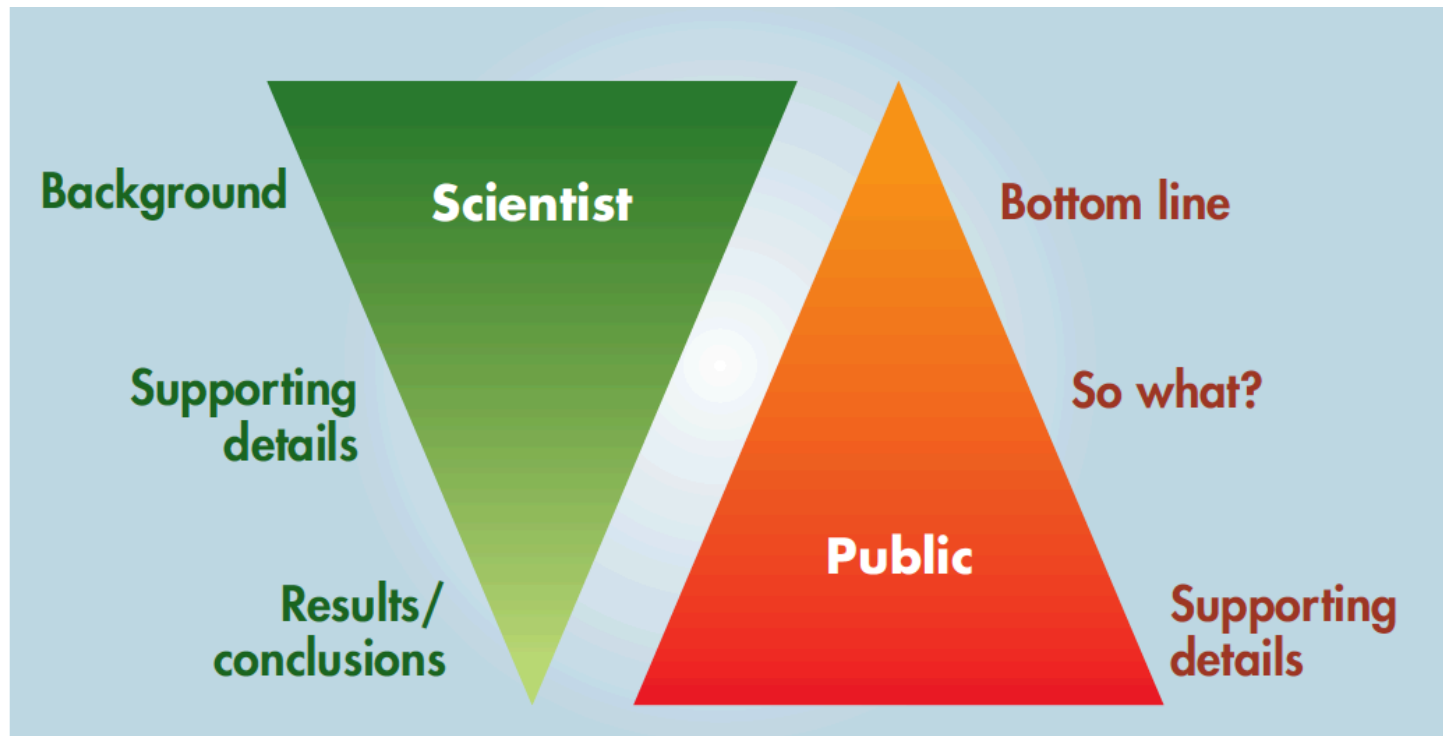 Background
Scientist
Supporting
details
Results/
conclusions
Bottom line
So what?
Public
Supporting
details